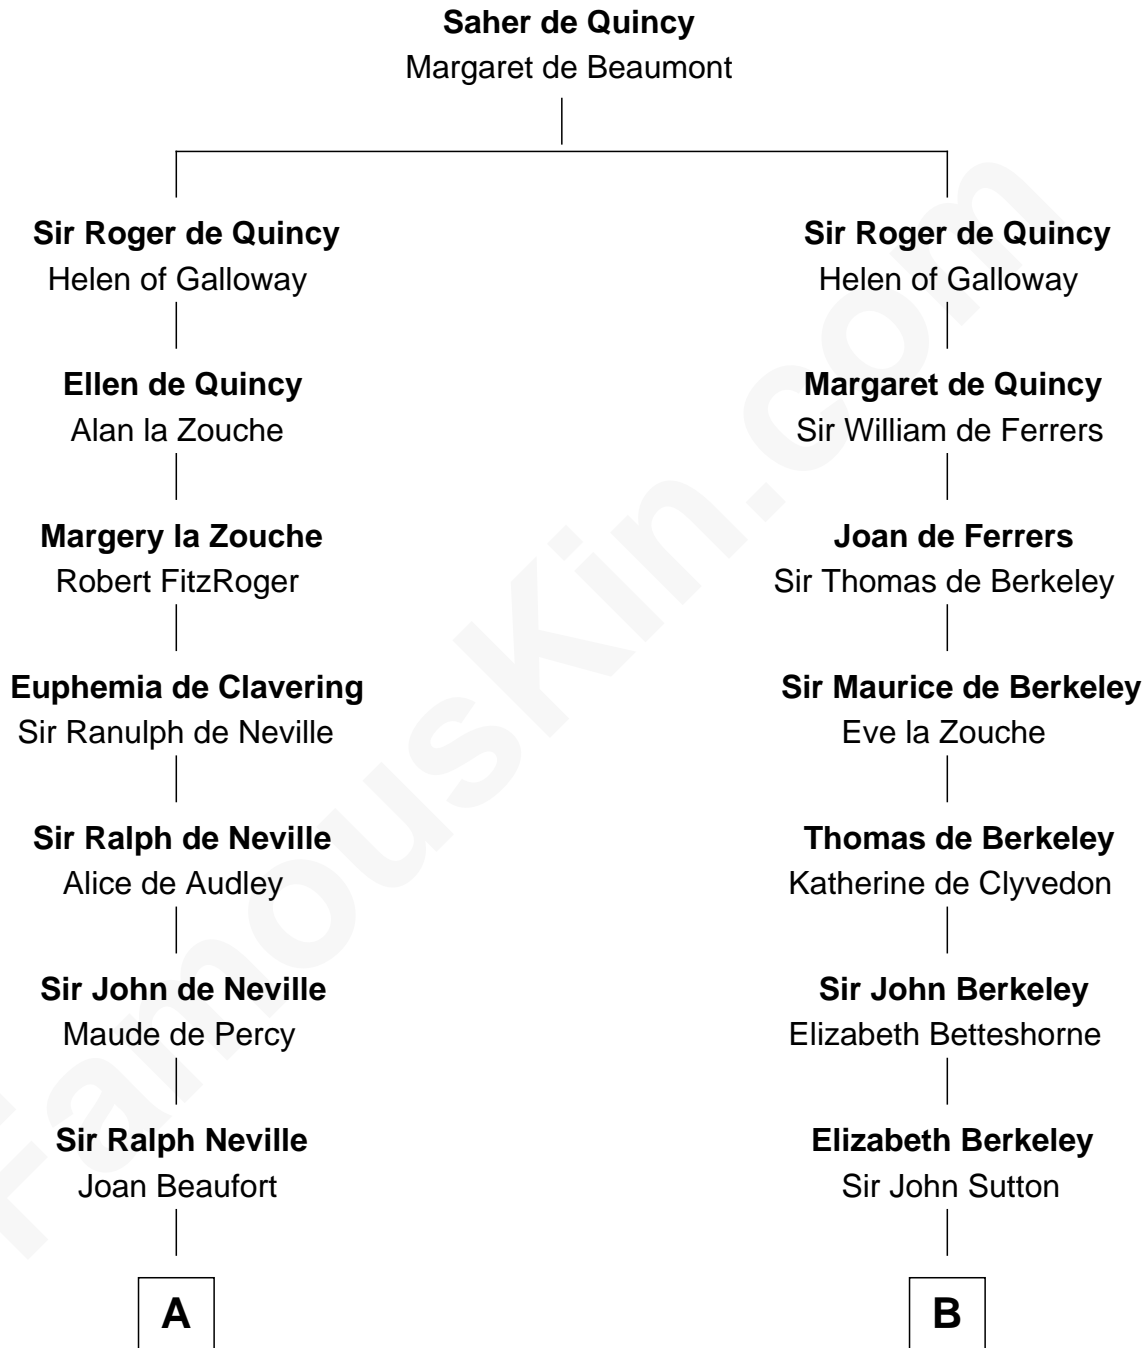 Saher de Quincy
Margaret de Beaumont
Sir Roger de Quincy
Helen of Galloway
Sir Roger de Quincy
Helen of Galloway
Ellen de Quincy
Alan la Zouche
Margaret de Quincy
Sir William de Ferrers
Margery la Zouche
Robert FitzRoger
Joan de Ferrers
Sir Thomas de Berkeley
Euphemia de Clavering
Sir Ranulph de Neville
Sir Maurice de Berkeley
Eve la Zouche
Sir Ralph de Neville
Alice de Audley
Thomas de Berkeley
Katherine de Clyvedon
Sir John de Neville
Maude de Percy
Sir John Berkeley
Elizabeth Betteshorne
Sir Ralph Neville
Joan Beaufort
Elizabeth Berkeley
Sir John Sutton
A
B
FamousKin.com